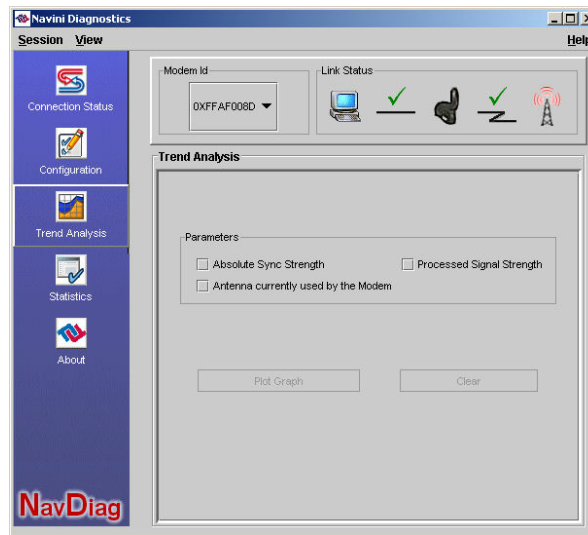 Navini Diagnostics
Session View Help
Modem Id
Link Status
0XFFAF008D
Connection Status
Configuration
Trend Analysis
Statistics
About
NavDiag
Trend Analysis
Parameters
Absolute Sync Strength
Processed Signal Strength
Antenna currently used by the Modem
Plot Graph
Clear